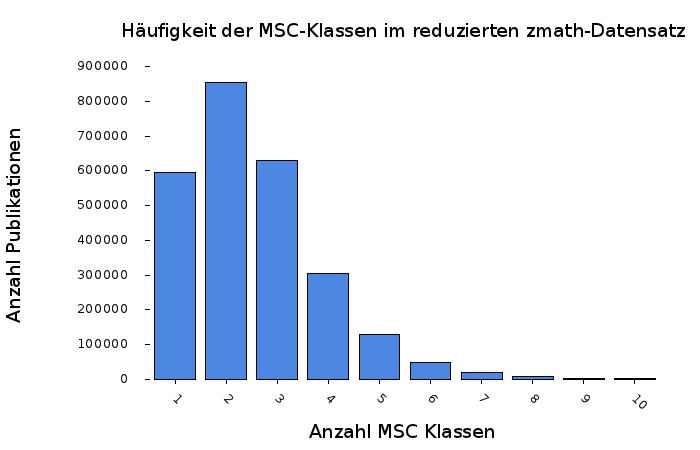 Häufigkeit der MSC-Klassen im reduzierten zmath-Datensatz
900000
800000
700000
600000
500000
400000
300000
200000
100000
0
Anzahl Publikationen
1 2 3 4 5 6 7 8 9 10
Anzahl MSC Klassen